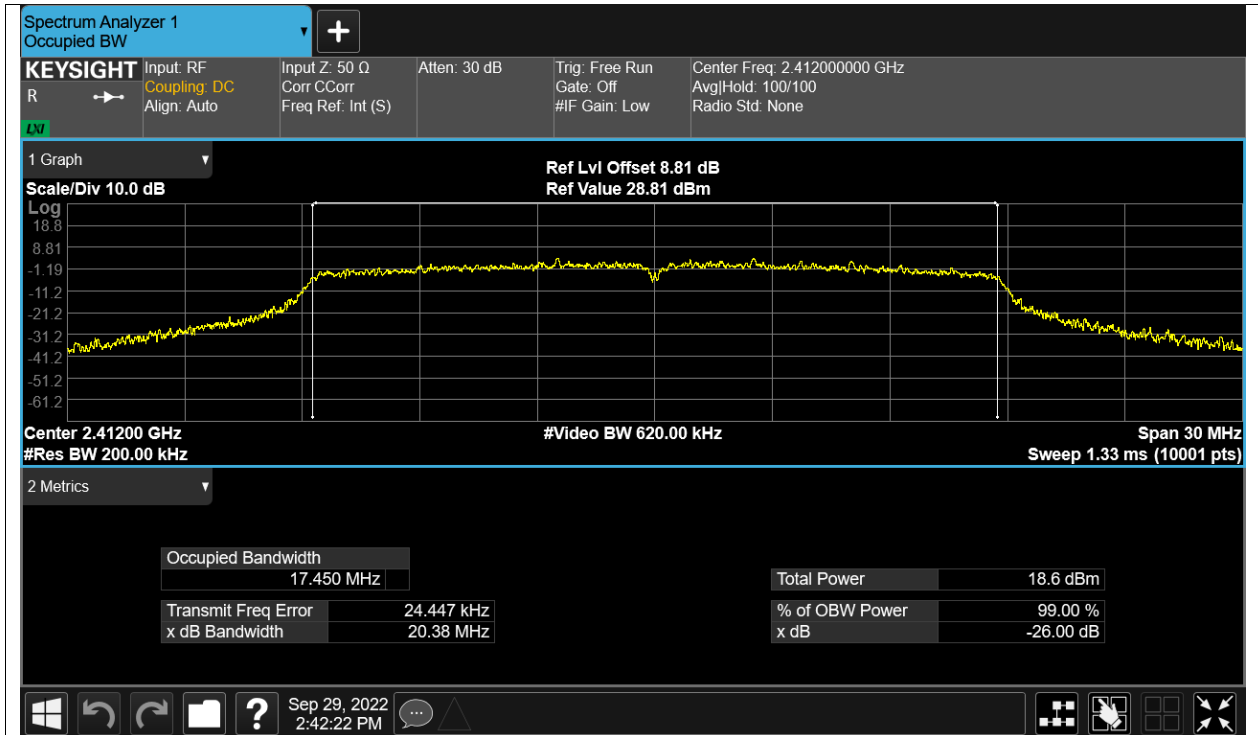 Spectrum Analyzer 1
Occupied BW
+
KEYSIGHT
R
LXI
Input: RF
Coupling: DC
Align: Auto
Input Z: 50 Ω
Corr CCorr
Freq Ref: Int (S)
Atten: 30 dB
Trig: Free Run
Gate: Off
#IF Gain: Low
Center Freq: 2.412000000 GHz
Avg|Hold: 100/100
Radio Std: None
1 Graph
Scale/Div 10.0 dB
Ref Lvl Offset 8.81 dB
Ref Value 28.81 dBm
Log
18.8
8.81
-1.19
-11.2
-21.2
-31.2
-41.2
-51.2
-61.2
Center 2.41200 GHz
#Res BW 200.00 kHz
#Video BW 620.00 kHz
Span 30 MHz
Sweep 1.33 ms (10001 pts)
2 Metrics
Occupied Bandwidth
17.450 MHz
Transmit Freq Error 24.447 kHz
x dB Bandwidth 20.38 MHz
Total Power 18.6 dBm
% of OBW Power 99.00 %
x dB -26.00 dB
?
Sep 29, 2022
2:42:22 PM